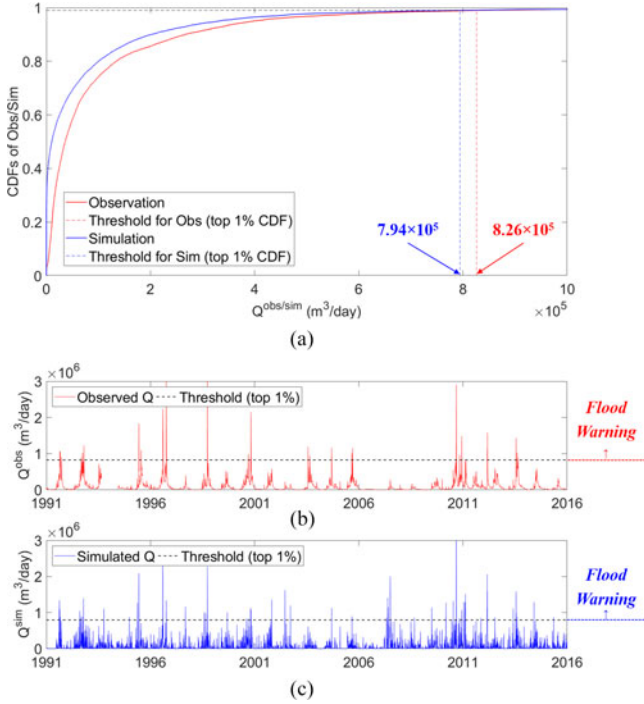 1
0.8
0.6
0.4
0.2
0
CDFs of Obs/Sim
Observation
Threshold for Obs (top 1% CDF)
Simulation
Threshold for Sim (top 1% CDF)
7.94×10⁵
8.26×10⁵
0 2 4 6 8 10
Q^obs/sim (m³/day)
×10⁵
(a)
×10⁶
3
2
1
0
Q^obs (m³/day)
Observed Q
Threshold (top 1%)
Flood
Warning
1991 1996 2001 2006 2011 2016
(b)
×10⁶
3
2
1
0
Q^sim (m³/day)
Simulated Q
Threshold (top 1%)
Flood
Warning
1991 1996 2001 2006 2011 2016
(c)